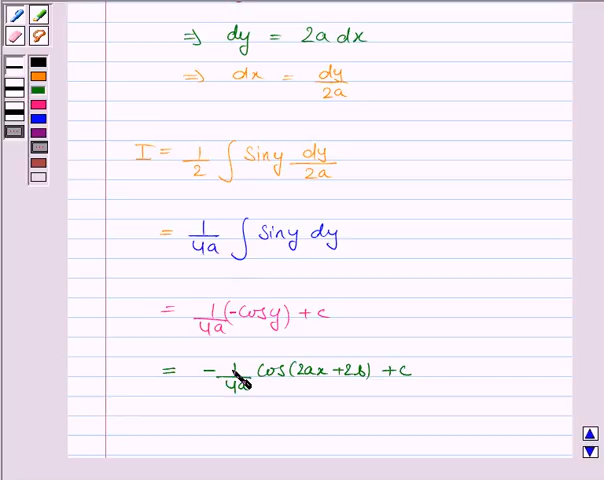 ⇒ dy = 2a dx
⇒ dx = dy/2a
I = 1/2 ∫ Siny dy/2a
= 1/4a ∫ Siny dy
= 1/4a (-Cosy) + c
= - 1/4a Cos(2ax + 2b) + c